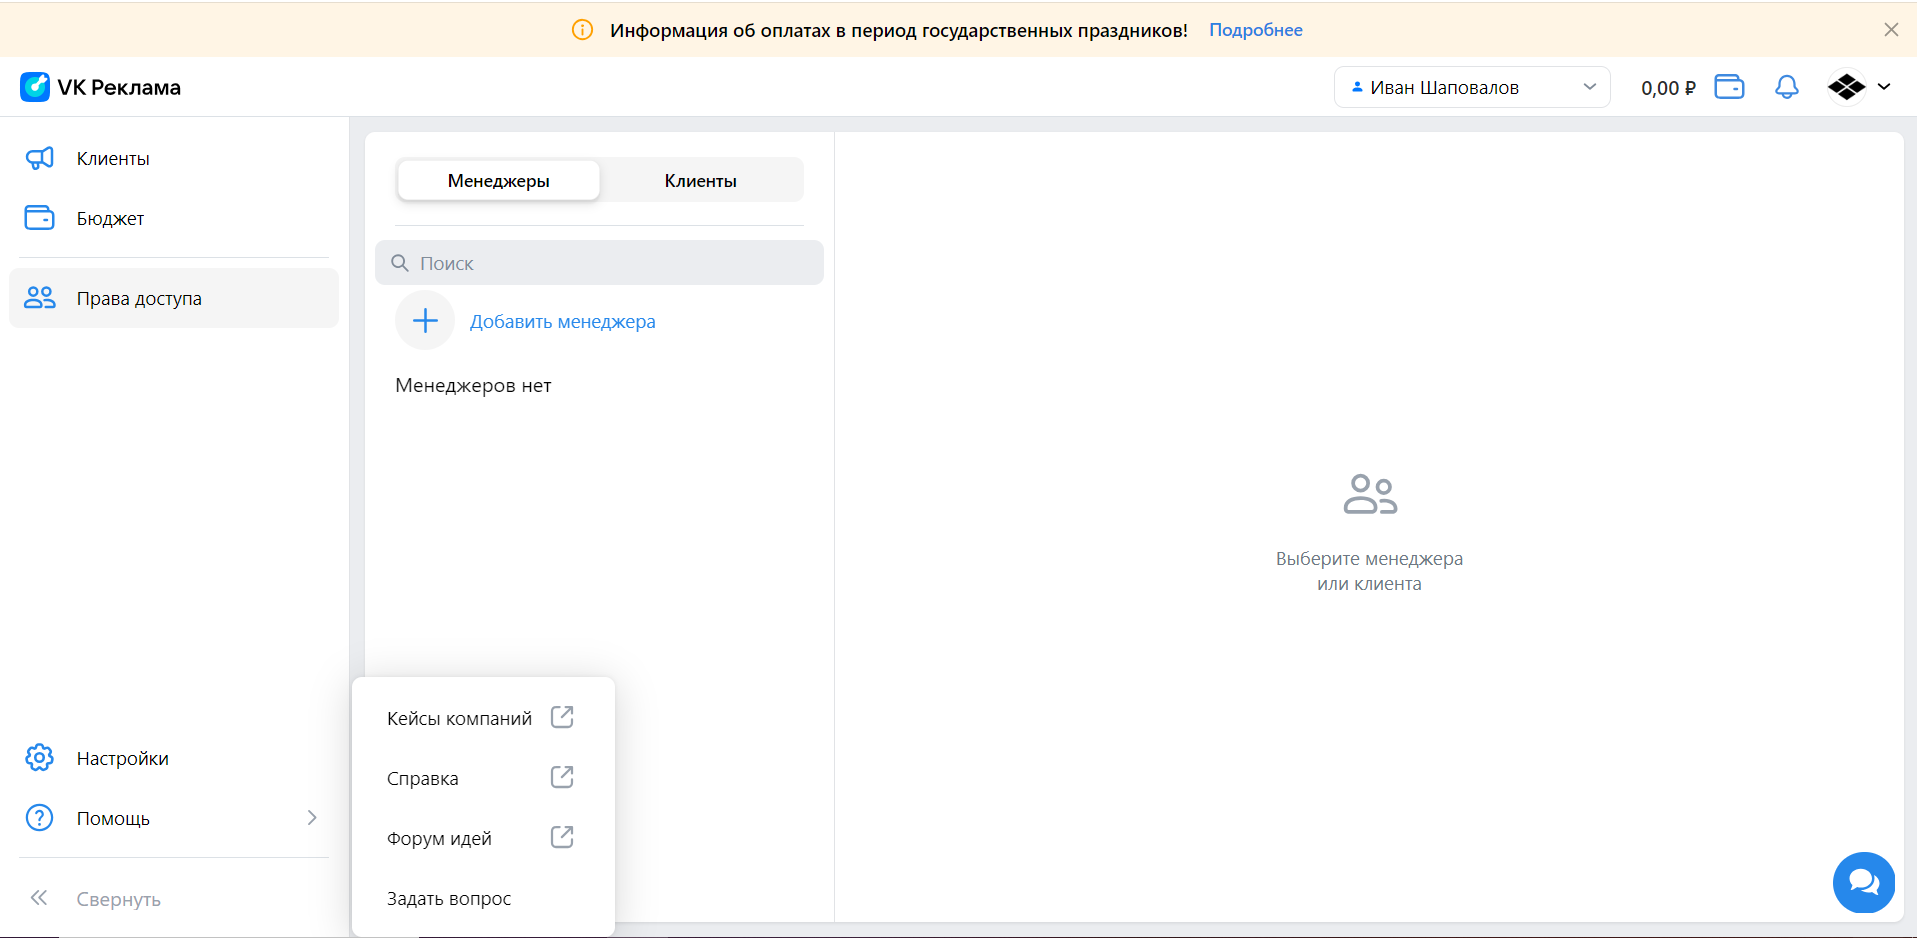 Информация об оплатах в период государственных праздников! Подробнее
VK Реклама
Иван Шаповалов
0,00 ₽
Клиенты
Бюджет
Права доступа
Настройки
Помощь
Свернуть
Менеджеры
Клиенты
Поиск
Добавить менеджера
Менеджеров нет
Выберите менеджера
или клиента
Кейсы компаний
Справка
Форум идей
Задать вопрос